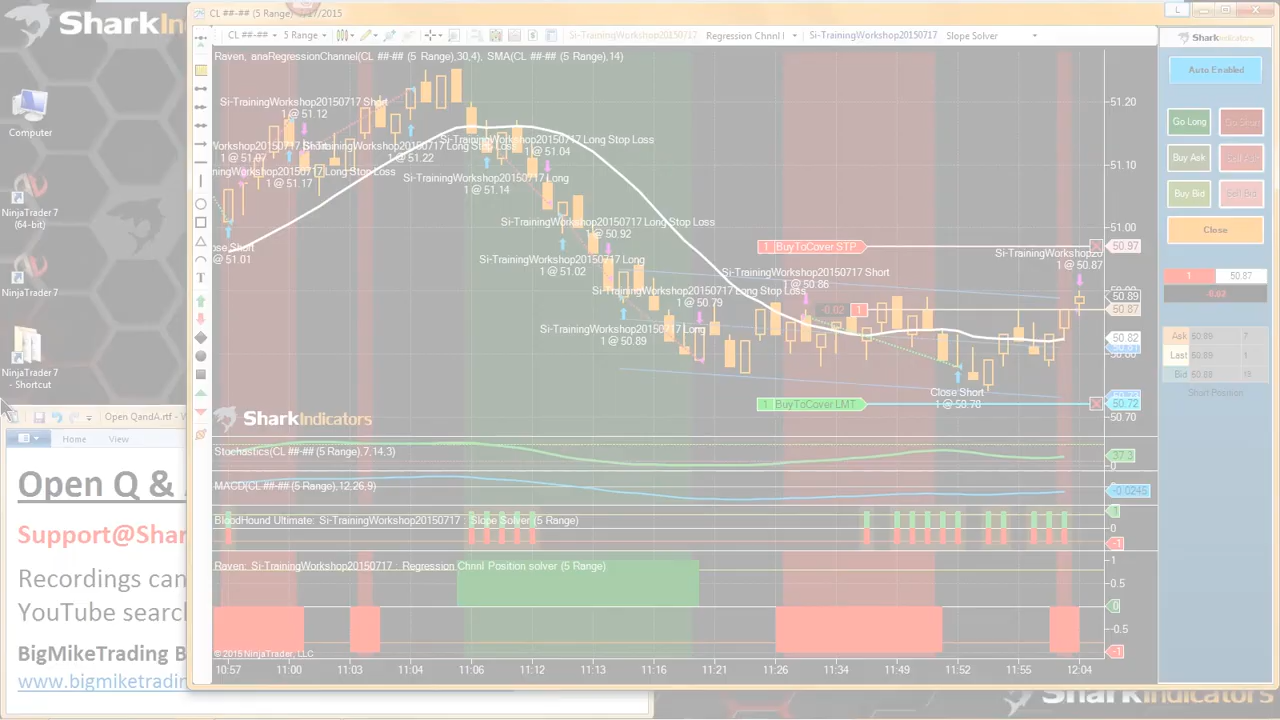 CL ##-## (5 Range) 7/27/2015
CL ##-## 5 Range Si-TrainingWorkshop20150717 Regression Chnnl Si-TrainingWorkshop20150717 Slope Solver
Raven, anaRegressionChannel(CL ##-## (5 Range),30,4), SMA(CL ##-## (5 Range),14)
Si-TrainingWorkshop20150717 Short
1 @ 51.12
Si-TrainingWorkshop20150717 Long Stop Loss
1 @ 51.04
1 @ 51.07
1 @ 51.22
1 @ 51.17
Si-TrainingWorkshop20150717 Long
1 @ 51.14
Si-TrainingWorkshop20150717 Long Stop Loss
1 @ 50.92
1 @ 51.01
Si-TrainingWorkshop20150717 Long
1 @ 51.02
Si-TrainingWorkshop20150717 Short
1 @ 50.86
Si-TrainingWorkshop20150717 Long Stop Loss
1 @ 50.79
Si-TrainingWorkshop20150717 Long
1 @ 50.89
1 BuyToCover STP
1 @ 50.87
-0.02 1
Close Short
1 @ 50.78
1 BuyToCover LMT
51.20
51.10
51.00
50.97
50.89
50.87
50.82
50.72
50.70
SharkIndicators
Stochastics(CL ##-## (5 Range),7,14,3)
37.3
0
MACD(CL ##-## (5 Range),12,26,9)
-0.0245
BloodHound Ultimate: Si-TrainingWorkshop20150717 : Slope Solver (5 Range)
1
0
-1
Raven: Si-TrainingWorkshop20150717 : Regression Chnnl Position solver (5 Range)
1
0.5
0
-0.5
-1
© 2015 NinjaTrader, LLC
10:57 11:00 11:03 11:04 11:06 11:12 11:13 11:16 11:21 11:26 11:34 11:49 11:52 11:55 12:04
SharkIndicators
Auto Enabled
Go Long Go Short
Buy Ask Sell Ask
Buy Bid Sell Bid
Close
1 50.87
-0.02
Ask 50.89 7
Last 50.89 1
Bid 50.88 19
Short Position
SharkIn
Computer
NinjaTrader 7
(64-bit)
NinjaTrader 7
NinjaTrader 7
- Shortcut
Open QandA.rtf - W
Home View
Open Q &
Support@Shar
Recordings can
YouTube search
BigMikeTrading B
www.bigmiketradin
SharkIndicators